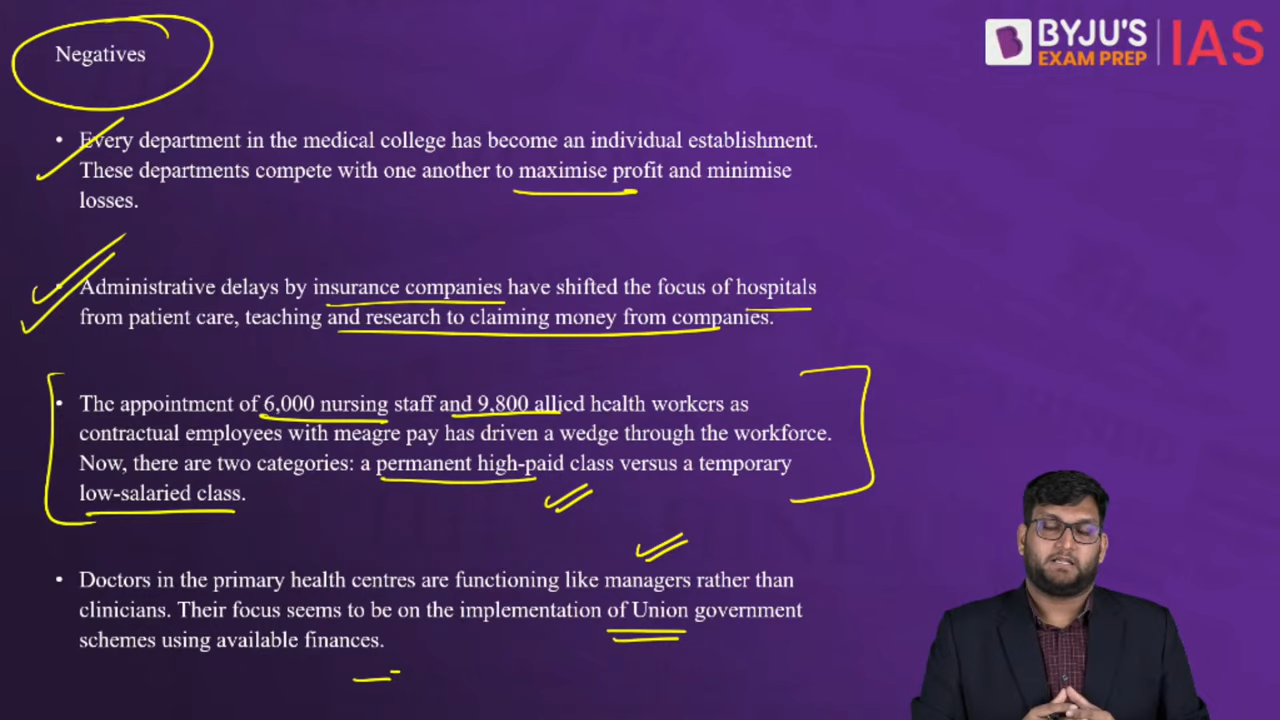 Negatives
BYJU'S
EXAM PREP
IAS
• Every department in the medical college has become an individual establishment.
These departments compete with one another to maximise profit and minimise
losses.
• Administrative delays by insurance companies have shifted the focus of hospitals
from patient care, teaching and research to claiming money from companies.
• The appointment of 6,000 nursing staff and 9,800 allied health workers as
contractual employees with meagre pay has driven a wedge through the workforce.
Now, there are two categories: a permanent high-paid class versus a temporary
low-salaried class.
• Doctors in the primary health centres are functioning like managers rather than
clinicians. Their focus seems to be on the implementation of Union government
schemes using available finances.